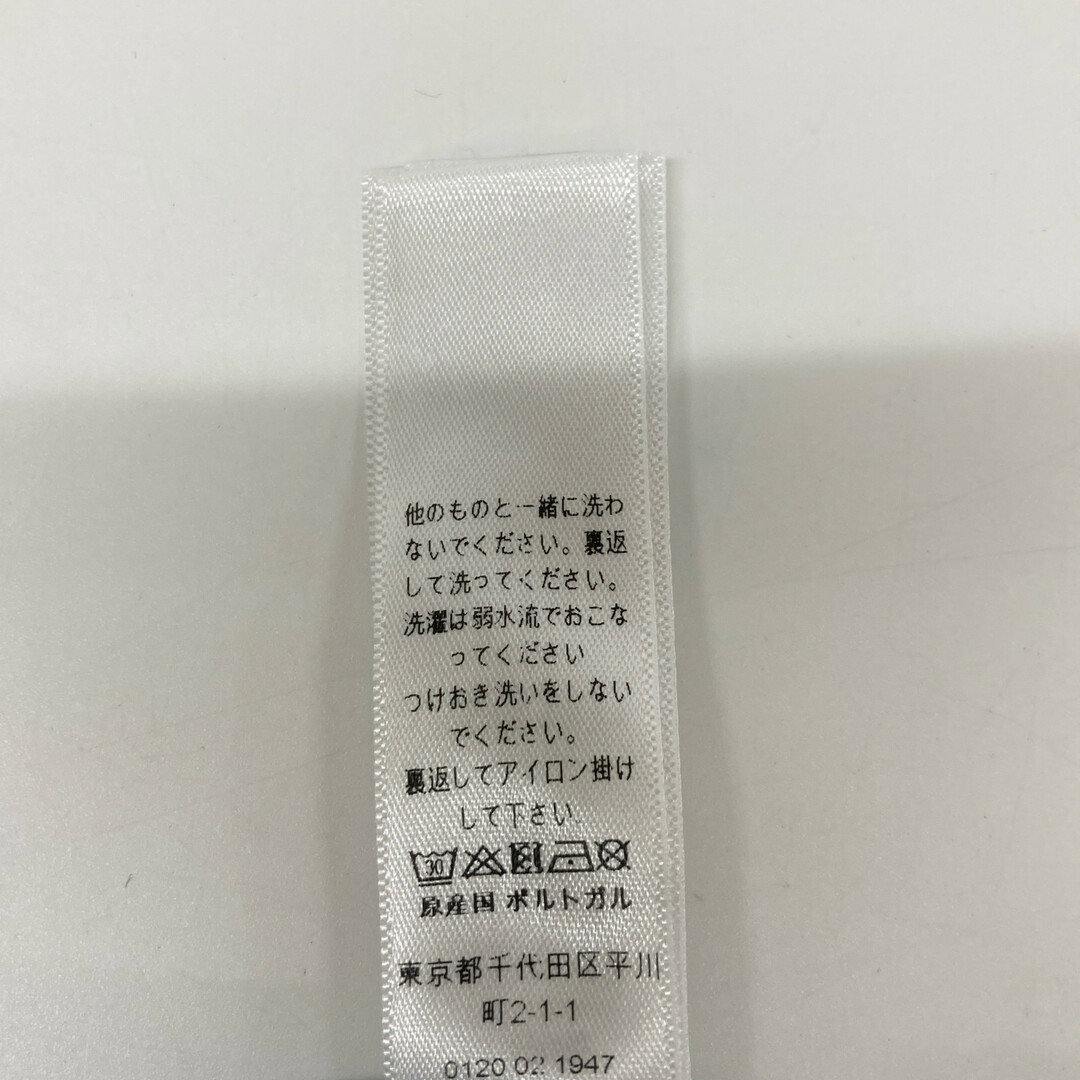 他のものと一緒に洗わ
ないでください。裏返
して洗ってください。
洗濯は弱水流でおこな
ってください
つけおき洗いをしない
でください。
裏返してアイロン掛け
して下さい。
30
原産国 ポルトガル
東京都千代田区平川
町2-1-1
0120 02 1947